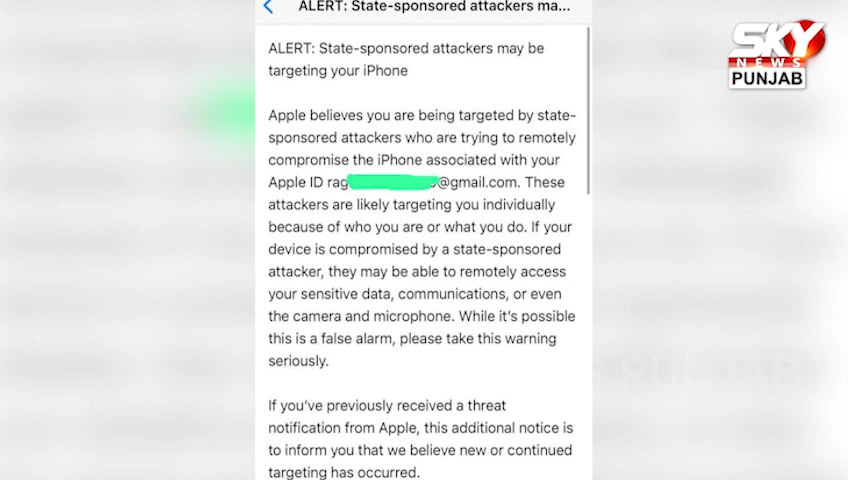 ALERT: State-sponsored attackers ma...
ALERT: State-sponsored attackers may be
targeting your iPhone
Apple believes you are being targeted by state-
sponsored attackers who are trying to remotely
compromise the iPhone associated with your
Apple ID rag @gmail.com. These
attackers are likely targeting you individually
because of who you are or what you do. If your
device is compromised by a state-sponsored
attacker, they may be able to remotely access
your sensitive data, communications, or even
the camera and microphone. While it’s possible
this is a false alarm, please take this warning
seriously.
If you’ve previously received a threat
notification from Apple, this additional notice is
to inform you that we believe new or continued
targeting has occurred.
SKY
NEWS
PUNJAB